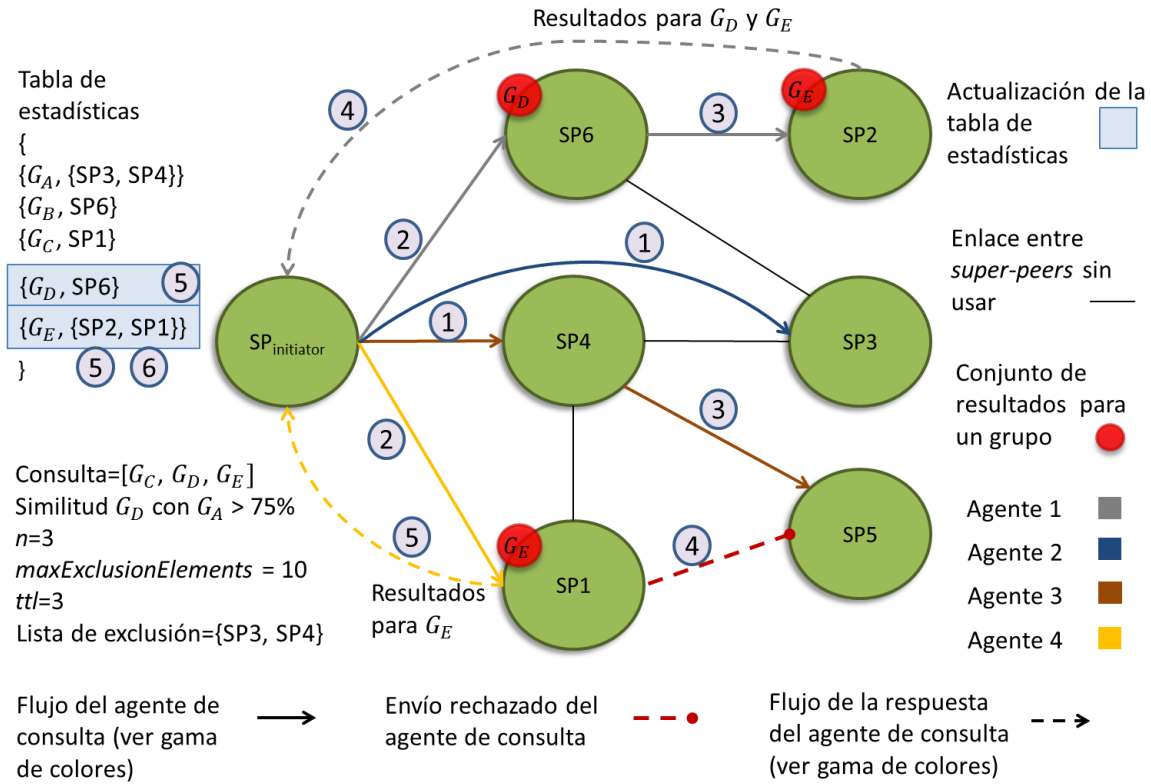 Resultados para G_D y G_E
Tabla de
estadísticas
{
{G_A, {SP3, SP4}}
{G_B, SP6}
{G_C, SP1}
{G_D, SP6} 5
{G_E, {SP2, SP1}}
} 5 6
4
G_D
SP6
3
G_E
SP2
2
1
SP_initiator
1
SP4
SP3
2
3
5
G_E
SP1
4
SP5
Resultados
para G_E
Consulta=[G_C, G_D, G_E]
Similitud G_D con G_A > 75%
n=3
maxExclusionElements = 10
ttl=3
Lista de exclusión={SP3, SP4}
Actualización de la
tabla de
estadísticas
Enlace entre
super-peers sin
usar
Conjunto de
resultados para
un grupo
Agente 1
Agente 2
Agente 3
Agente 4
Flujo del agente de
consulta (ver gama
de colores)
Envío rechazado del
agente de consulta
Flujo de la respuesta
del agente de consulta
(ver gama de colores)